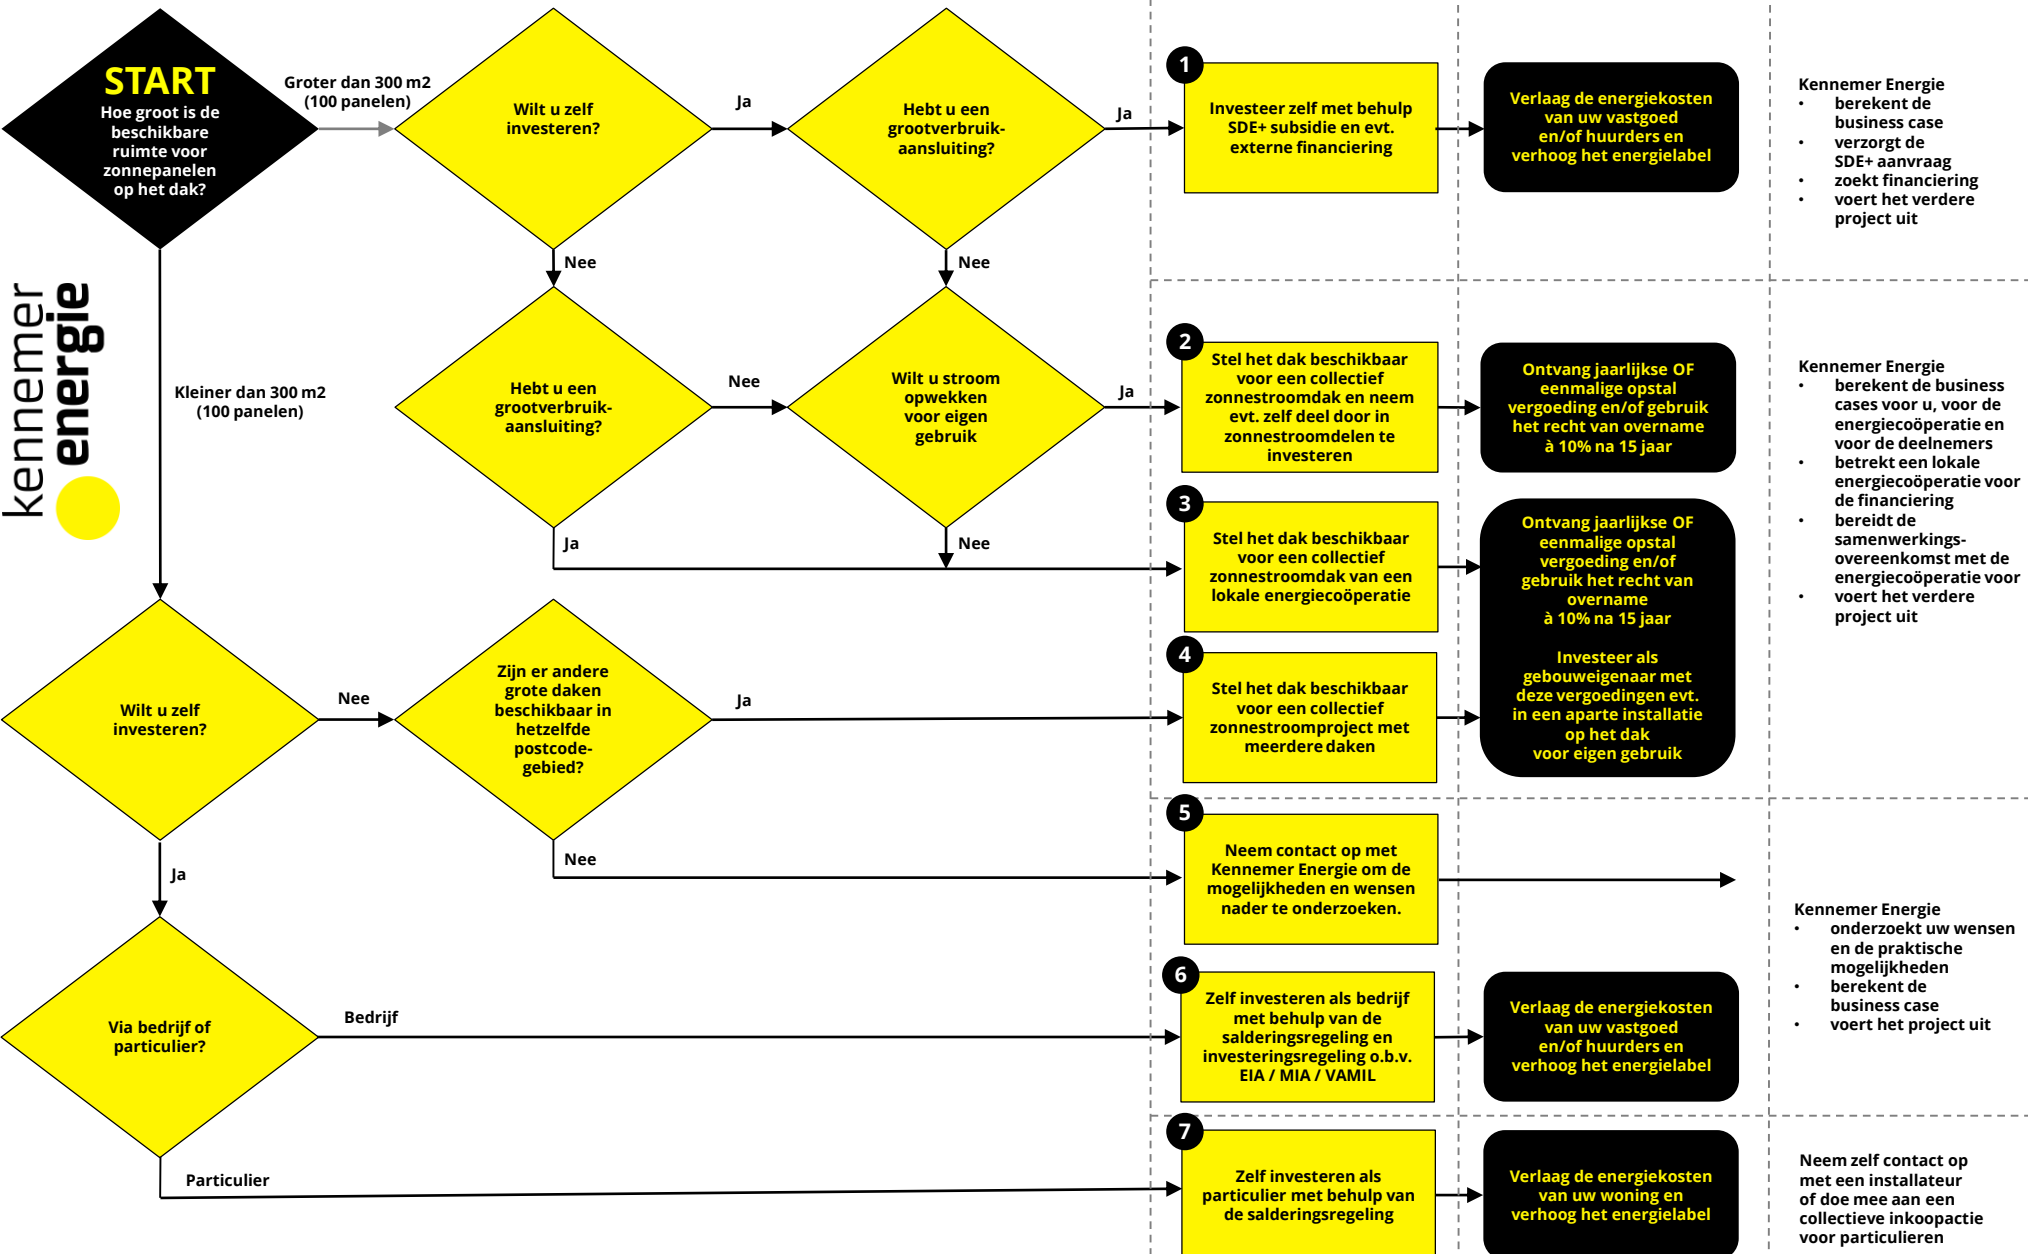 START
Hoe groot is de
beschikbare
ruimte voor
zonnepanelen
op het dak?
Groter dan 300 m2
(100 panelen)
Wilt u zelf
investeren?
Ja
Hebt u een
grootverbruik-
aansluiting?
Ja
1
Investeer zelf met behulp
SDE+ subsidie en evt.
externe financiering
Verlaag de energiekosten
van uw vastgoed
en/of huurders en
verhoog het energielabel
Kennemer Energie
• berekent de
business case
• verzorgt de
SDE+ aanvraag
• zoekt financiering
• voert het verdere
project uit
Nee
Nee
kennemer
energie
Kleiner dan 300 m2
(100 panelen)
Hebt u een
grootverbruik-
aansluiting?
Nee
Wilt u stroom
opwekken
voor eigen
gebruik
Ja
2
Stel het dak beschikbaar
voor een collectief
zonnestroomdak en neem
evt. zelf deel door in
zonnestroomdelen te
investeren
Ontvang jaarlijkse OF
eenmalige opstal
vergoeding en/of gebruik
het recht van overname
à 10% na 15 jaar
Kennemer Energie
• berekent de business
cases voor u, voor de
energiecoöperatie en
voor de deelnemers
• betrekt een lokale
energiecoöperatie voor
de financiering
• bereidt de
samenwerkings-
overeenkomst met de
energiecoöperatie voor
• voert het verdere
project uit
Ja
Nee
3
Stel het dak beschikbaar
voor een collectief
zonnestroomdak van een
lokale energiecoöperatie
Ontvang jaarlijkse OF
eenmalige opstal
vergoeding en/of
gebruik het recht van
overname
à 10% na 15 jaar
Investeer als
gebouweigenaar met
deze vergoedingen evt.
in een aparte installatie
op het dak
voor eigen gebruik
Wilt u zelf
investeren?
Nee
Zijn er andere
grote daken
beschikbaar in
hetzelfde
postcode-
gebied?
Ja
4
Stel het dak beschikbaar
voor een collectief
zonnestroomproject met
meerdere daken
Ja
Nee
5
Neem contact op met
Kennemer Energie om de
mogelijkheden en wensen
nader te onderzoeken.
Kennemer Energie
• onderzoekt uw wensen
en de praktische
mogelijkheden
• berekent de
business case
• voert het project uit
Via bedrijf of
particulier?
Bedrijf
6
Zelf investeren als bedrijf
met behulp van de
salderingsregeling en
investeringsregeling o.b.v.
EIA / MIA / VAMIL
Verlaag de energiekosten
van uw vastgoed
en/of huurders en
verhoog het energielabel
Particulier
7
Zelf investeren als
particulier met behulp van
de salderingsregeling
Verlaag de energiekosten
van uw woning en
verhoog het energielabel
Neem zelf contact op
met een installateur
of doe mee aan een
collectieve inkoopactie
voor particulieren